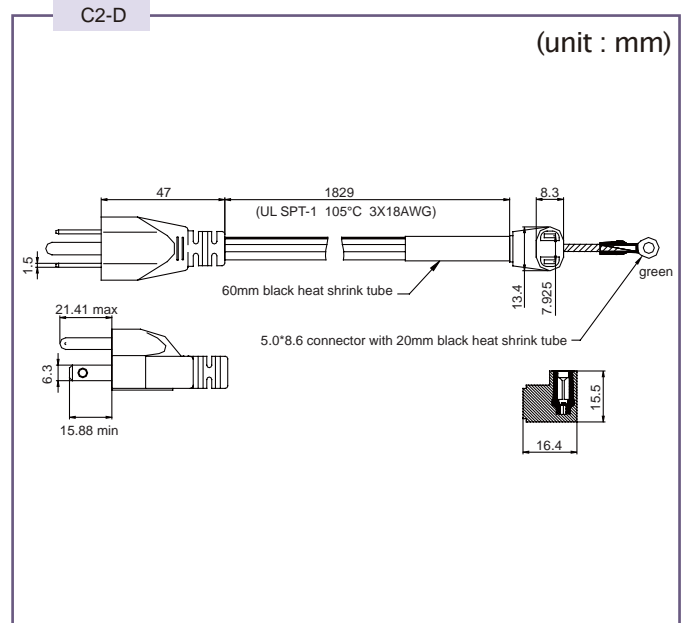 C2-D
(unit : mm)
47
1829
8.3
(UL SPT-1 105°C 3X18AWG)
1.5
green
60mm black heat shrink tube
13.4
7.925
21.41 max
5.0*8.6 connector with 20mm black heat shrink tube
6.3
15.5
15.88 min
16.4